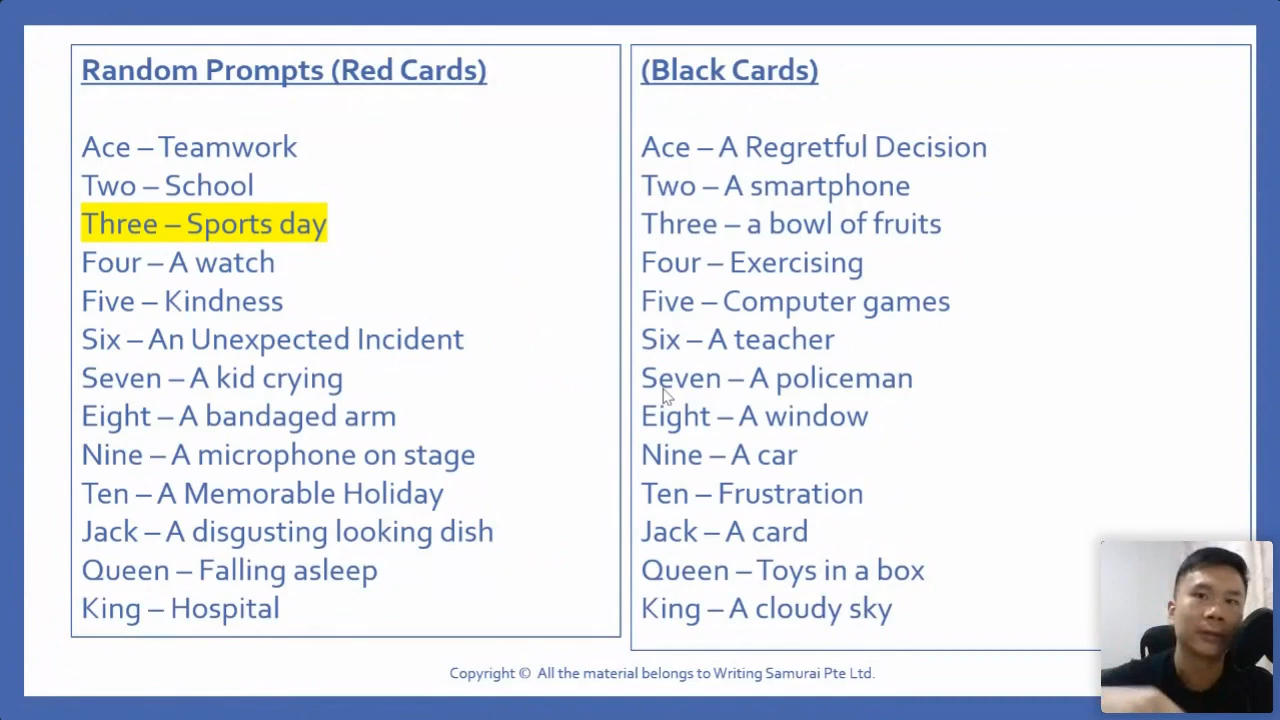 Random Prompts (Red Cards)
Ace – Teamwork
Two – School
Three – Sports day
Four – A watch
Five – Kindness
Six – An Unexpected Incident
Seven – A kid crying
Eight – A bandaged arm
Nine – A microphone on stage
Ten – A Memorable Holiday
Jack – A disgusting looking dish
Queen – Falling asleep
King – Hospital
(Black Cards)
Ace – A Regretful Decision
Two – A smartphone
Three – a bowl of fruits
Four – Exercising
Five – Computer games
Six – A teacher
Seven – A policeman
Eight – A window
Nine – A car
Ten – Frustration
Jack – A card
Queen – Toys in a box
King – A cloudy sky
Copyright © All the material belongs to Writing Samurai Pte Ltd.